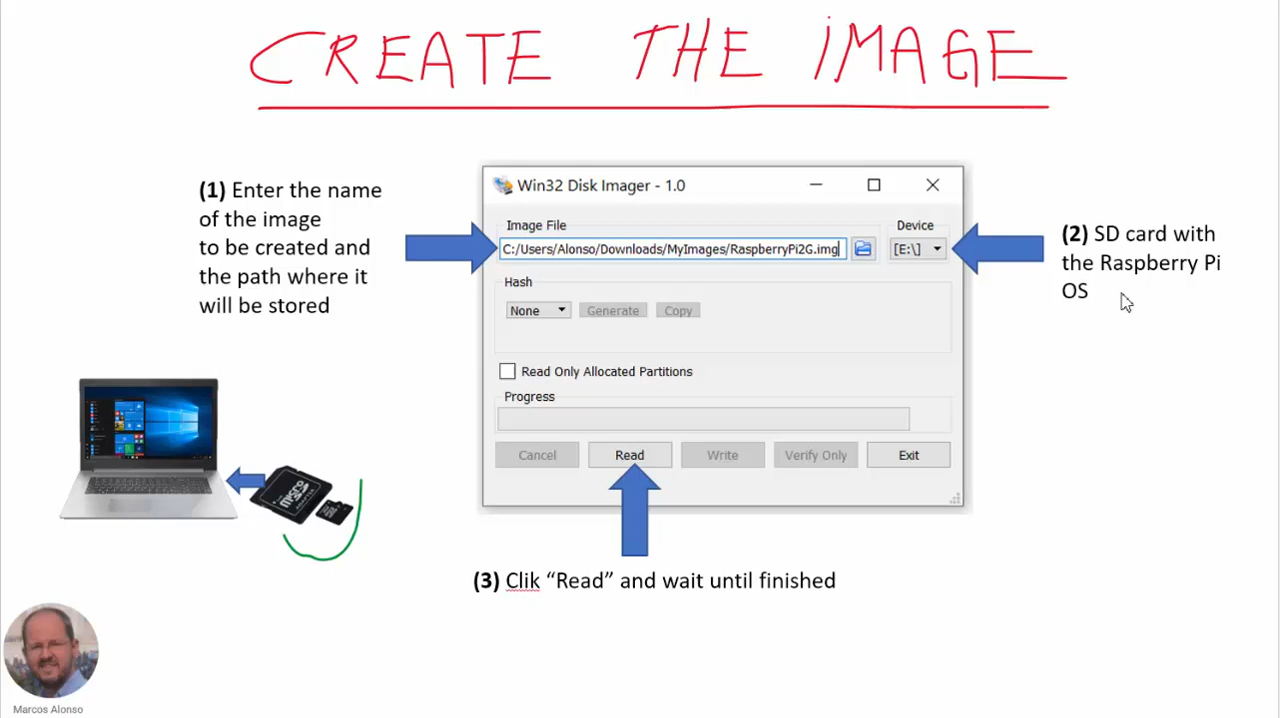 CREATE THE iMAGE
(1) Enter the name
of the image
to be created and
the path where it
will be stored
Win32 Disk Imager - 1.0
Image File
Device
C:/Users/Alonso/Downloads/MyImages/RaspberryPi2G.img
[E:\]
Hash
None
Generate
Copy
Read Only Allocated Partitions
Progress
Cancel
Read
Write
Verify Only
Exit
(2) SD card with
the Raspberry Pi
OS
micro
SD
ADAPTER
(3) Clik “Read” and wait until finished
Marcos Alonso